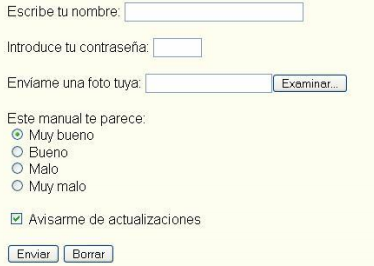 Escribe tu nombre:
Introduce tu contraseña:
Envíame una foto tuya: Examinar...
Este manual te parece:
Muy bueno
Bueno
Malo
Muy malo
Avisarme de actualizaciones
Enviar Borrar